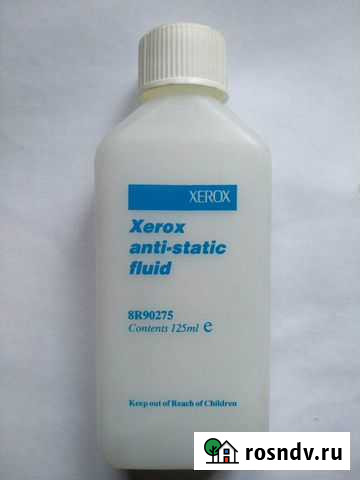 XEROX
Xerox
anti-static
fluid
8R90275
Contents 125ml e
Keep out of Reach of Children
rosndv.ru